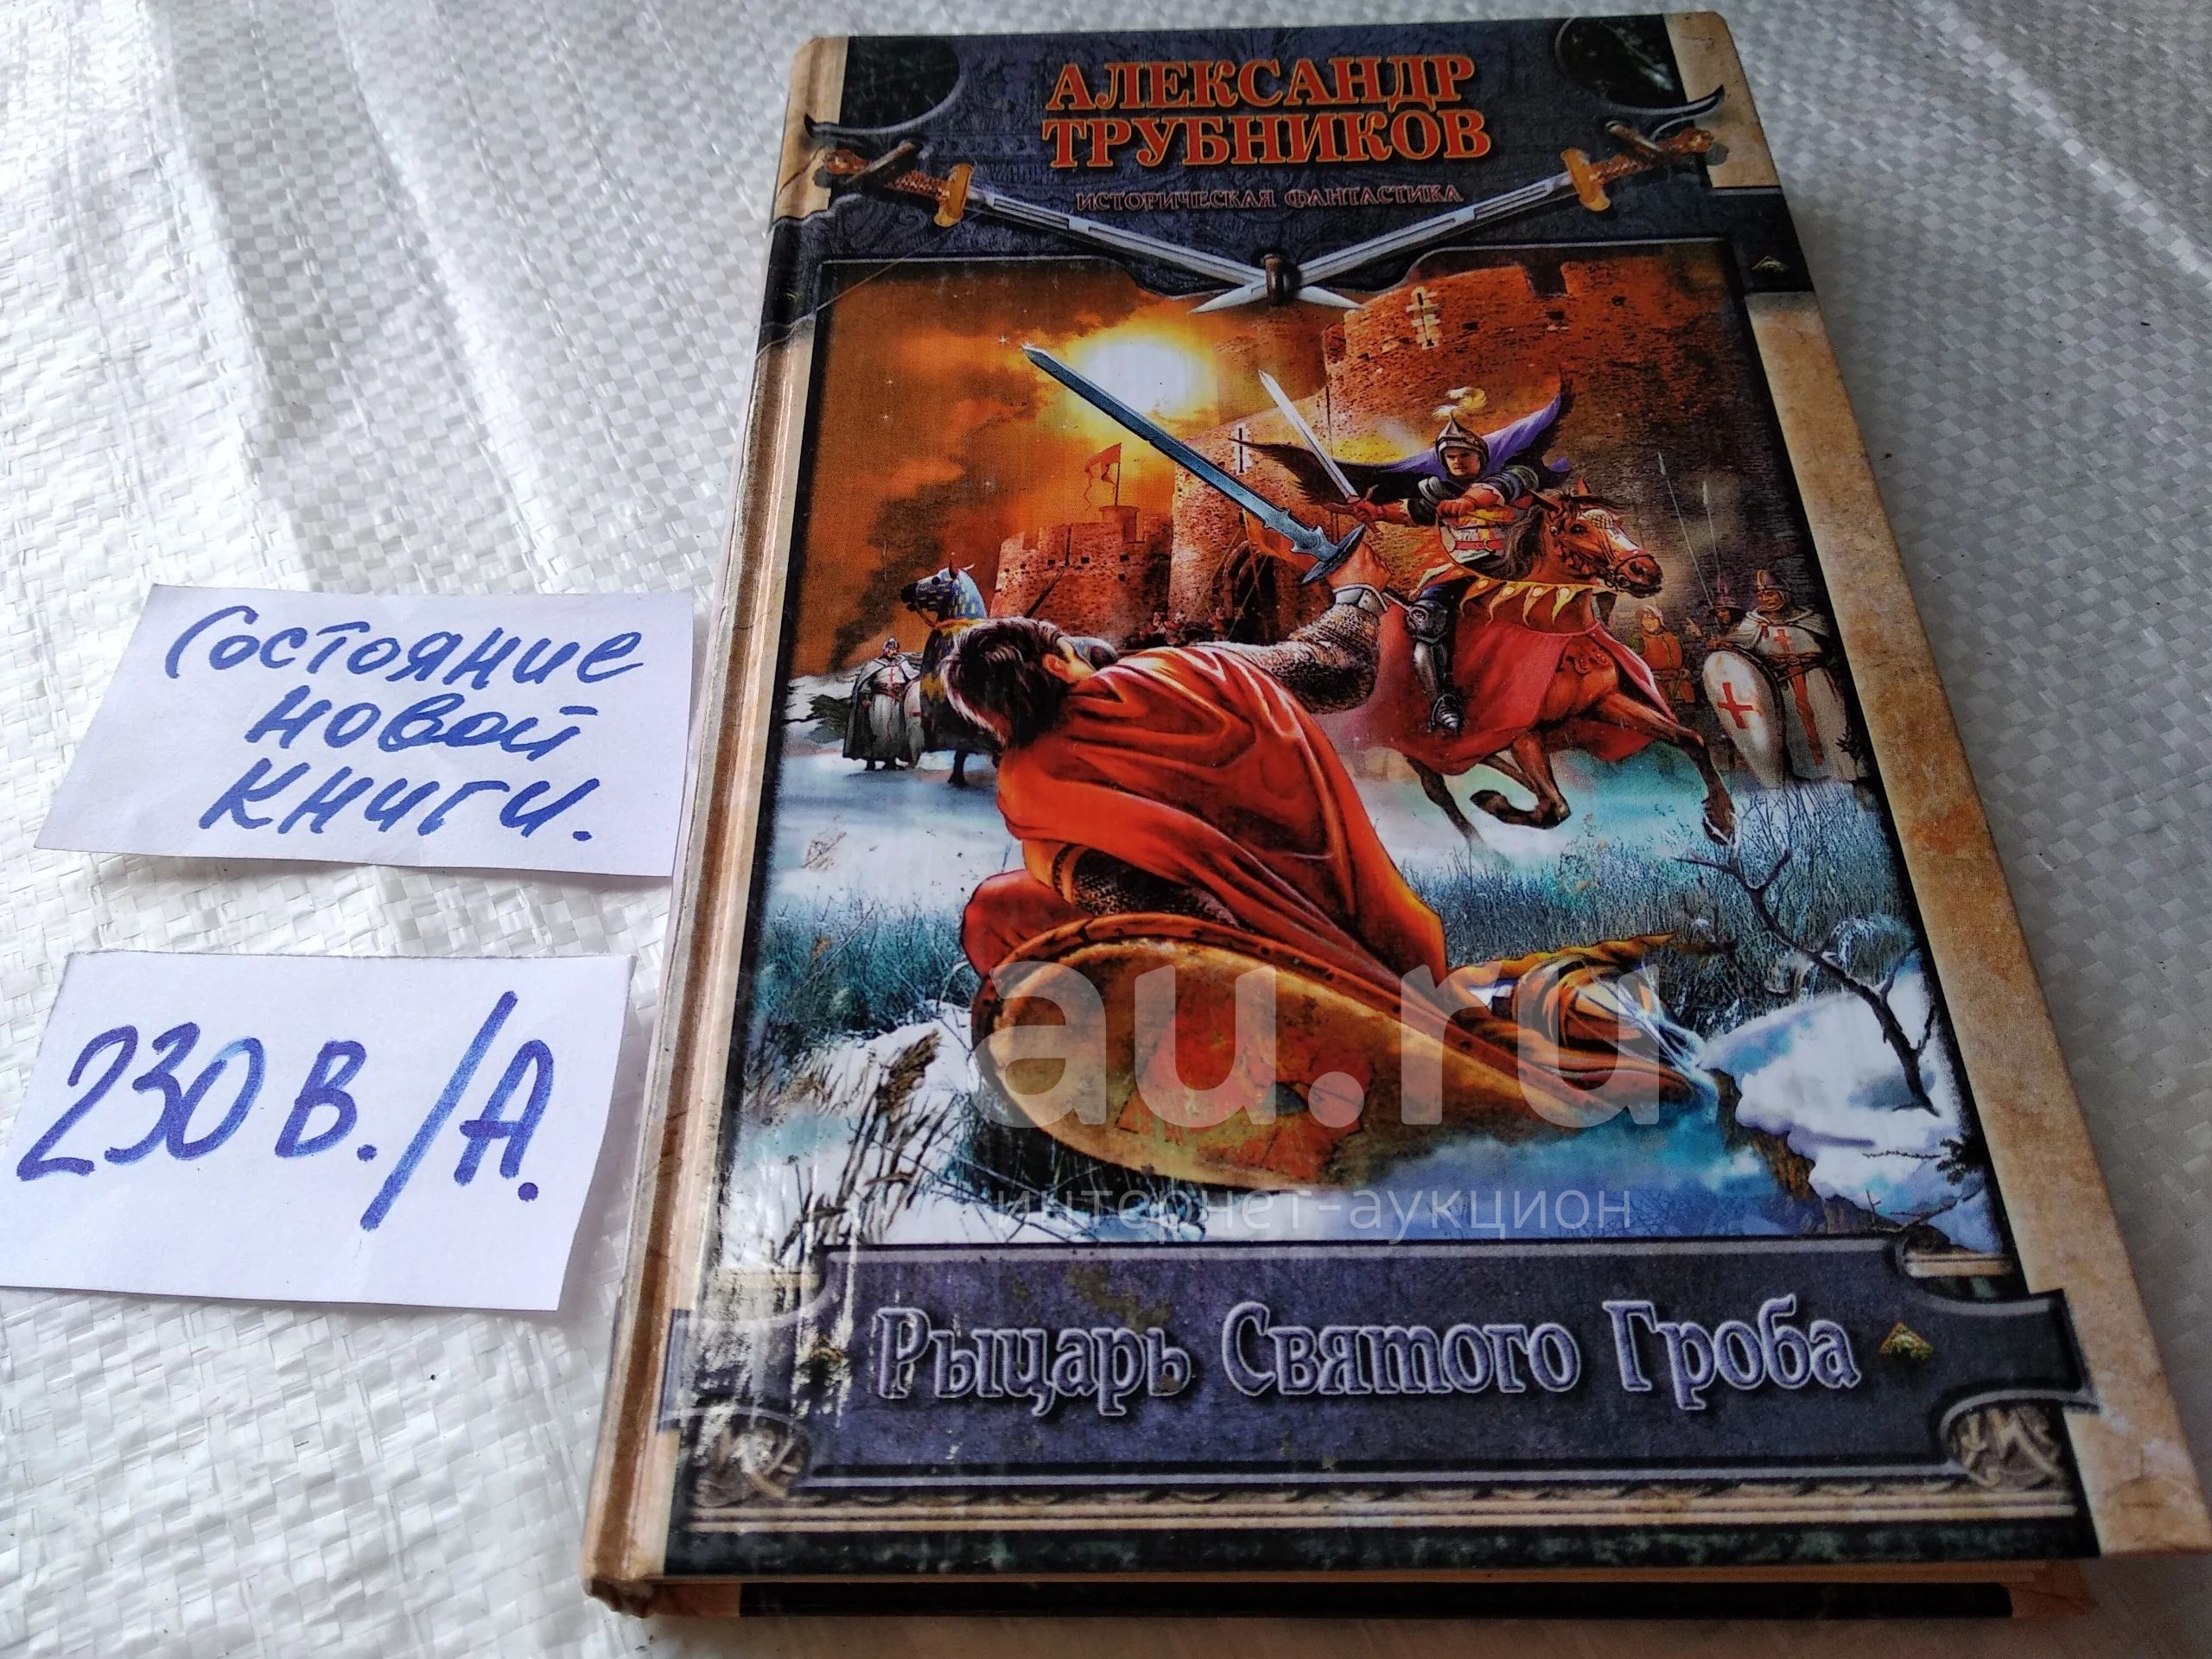 АЛЕКСАНДР
ТРУБНИКОВ
ИСТОРИЧЕСКАЯ ФАНТАСТИКА
Состояние
новой
книги.
230 В./А.
au.ru
интернет-аукцион
Рыцарь Святого Гроба